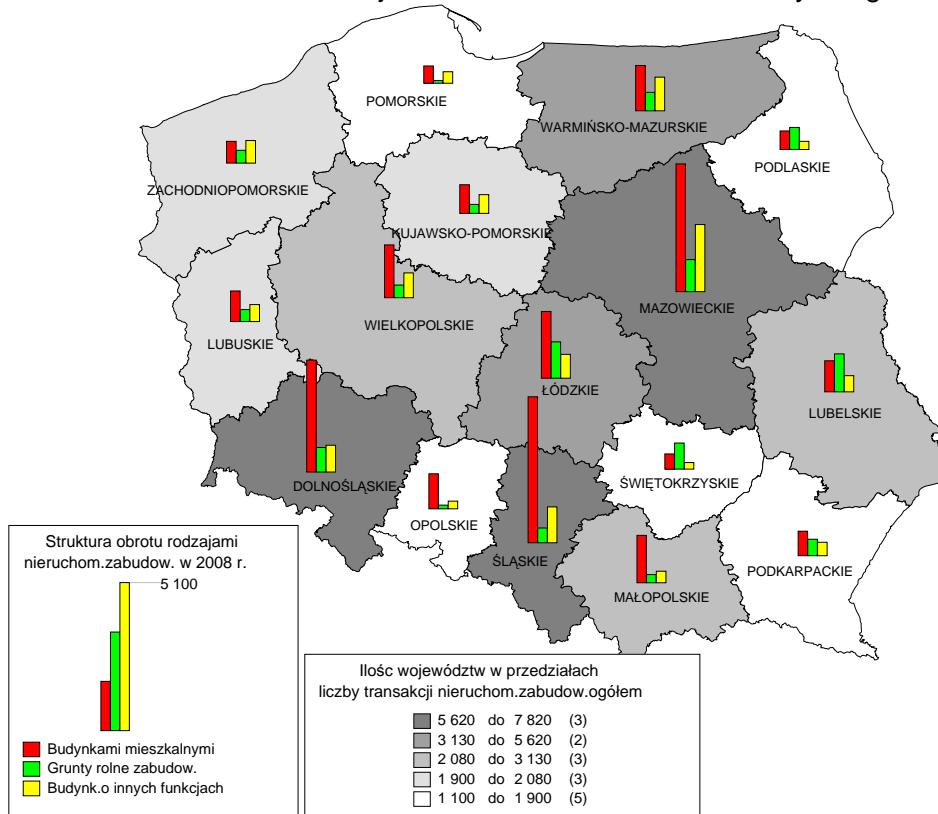 POMORSKIE
WARMIŃSKO-MAZURSKIE
PODLASKIE
ZACHODNIOPOMORSKIE
KUJAWSKO-POMORSKIE
MAZOWIECKIE
WIELKOPOLSKIE
LUBUSKIE
ŁÓDZKIE
LUBELSKIE
DOLNOŚLĄSKIE
ŚWIĘTOKRZYSKIE
OPOLSKIE
ŚLĄSKIE
PODKARPACKIE
MAŁOPOLSKIE
Struktura obrotu rodzajami
nieruchom.zabudow. w 2008 r.
5 100
Budynkami mieszkalnymi
Grunty rolne zabudow.
Budynk.o innych funkcjach
Ilośc województw w przedziałach
liczby transakcji nieruchom.zabudow.ogółem
5 620 do 7 820 (3)
3 130 do 5 620 (2)
2 080 do 3 130 (3)
1 900 do 2 080 (3)
1 100 do 1 900 (5)